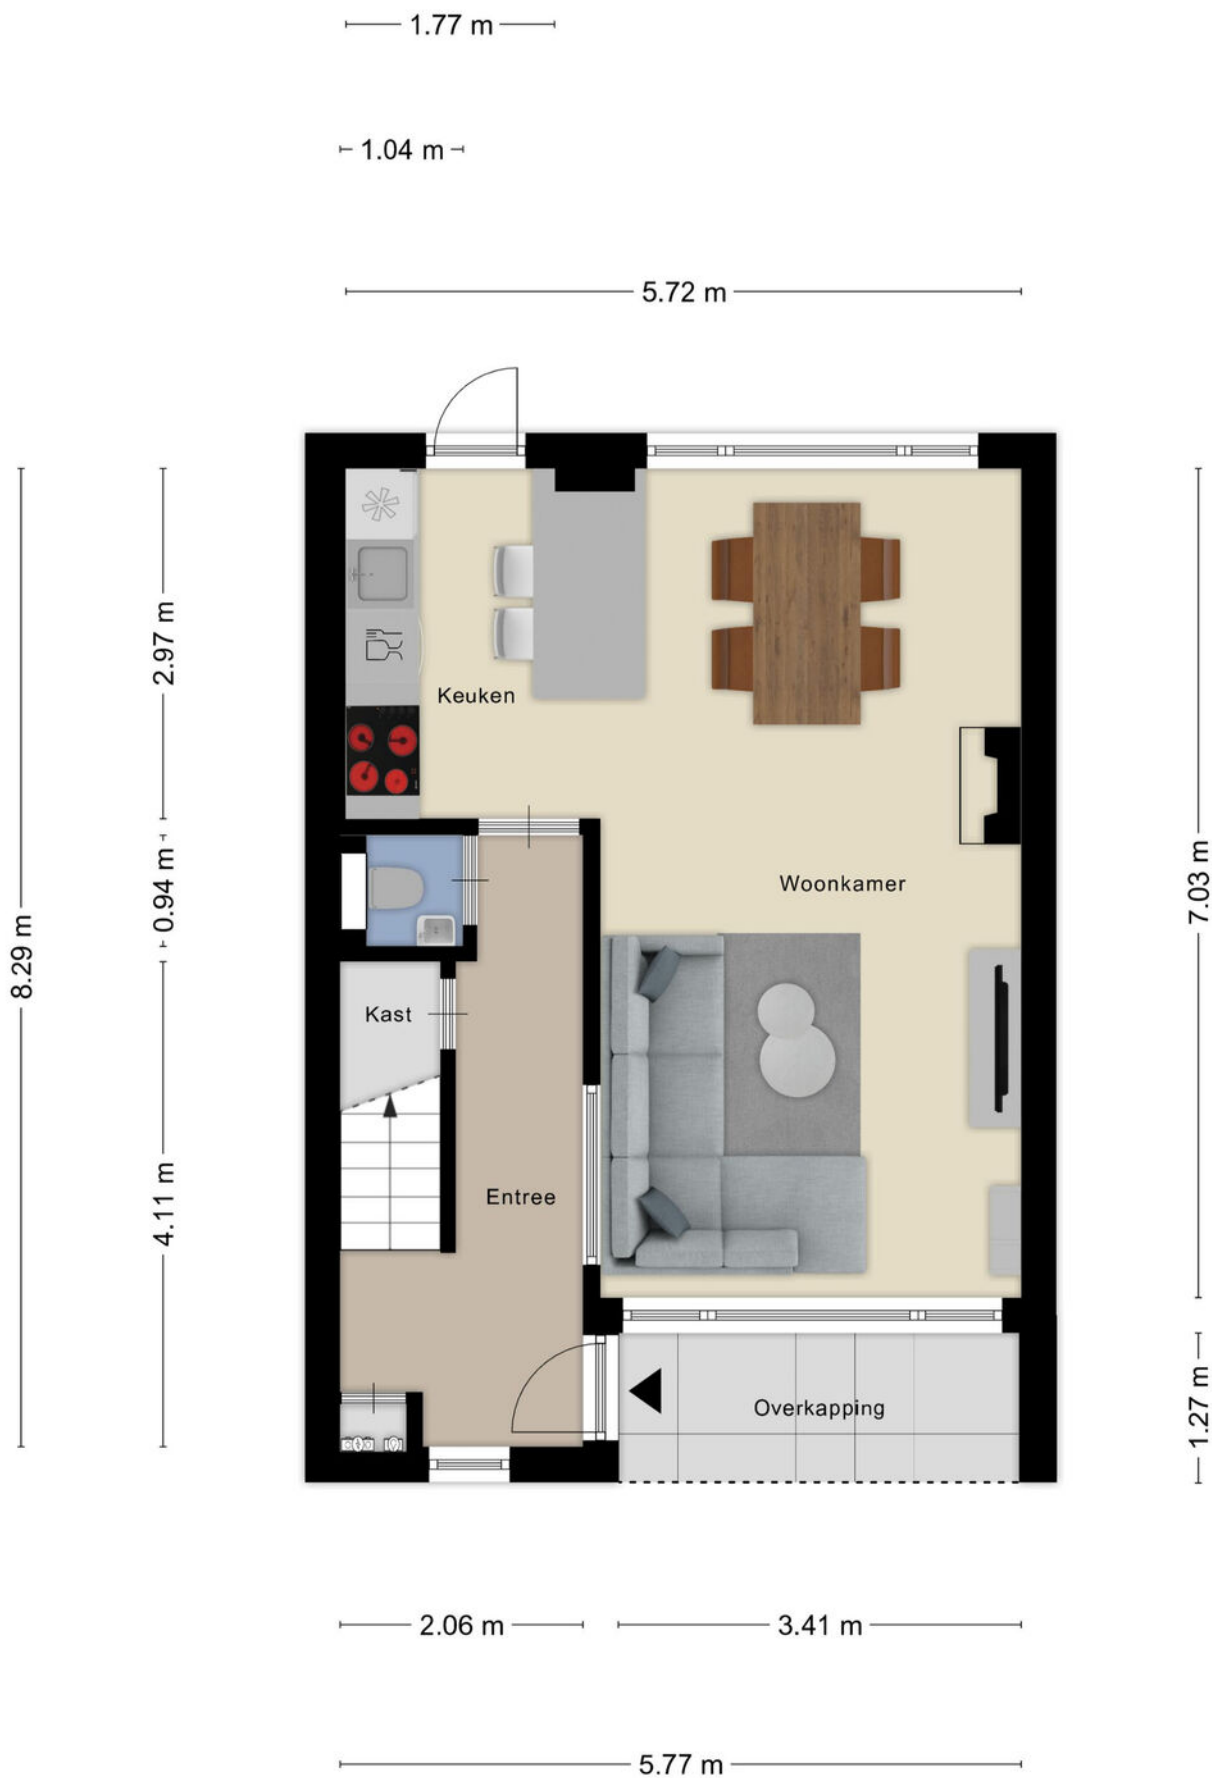 1.77 m
1.04 m
5.72 m
2.97 m
Keuken
0.94 m
Woonkamer
7.03 m
8.29 m
Kast
4.11 m
Entree
Overkapping
1.27 m
2.06 m
3.41 m
5.77 m